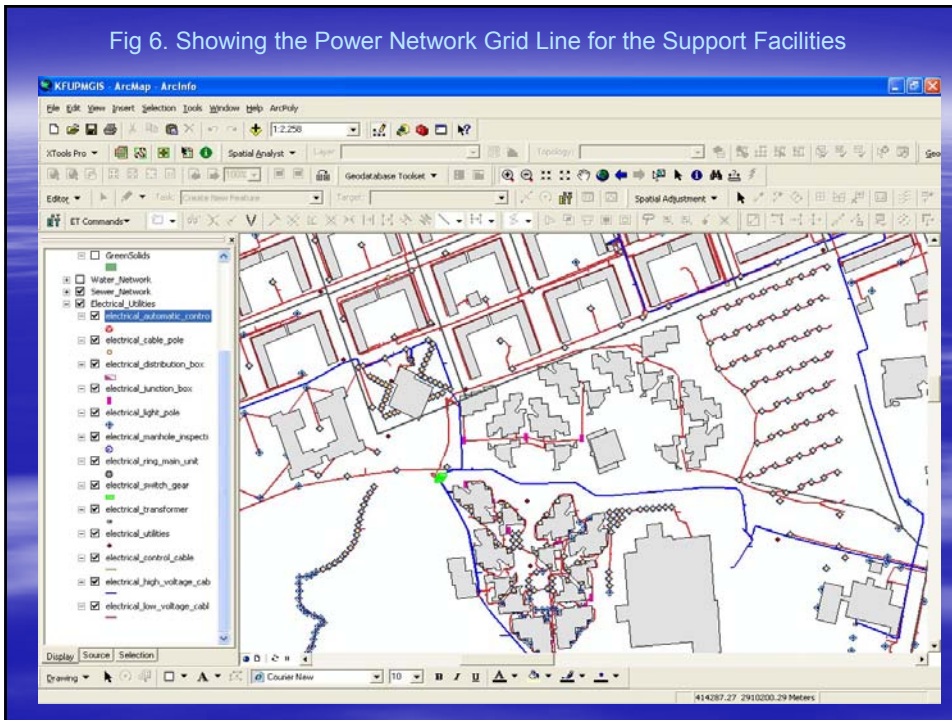 Fig 6. Showing the Power Network Grid Line for the Support Facilities
KFUPMGIS - ArcMap - ArcInfo
File Edit View Insert Selection Tools Window Help ArcPoly
1:2,258
XTools Pro Spatial Analyst Layer: Topology: Geo
100% Geodatabase Toolset
Editor Task: Create New Feature Target: Spatial Adjustment
ET Commands
GreenSolids
Water_Network
Sewer_Network
Electrical_Utilities
electrical_automatic_contro
electrical_cable_pole
electrical_distribution_box
electrical_junction_box
electrical_light_pole
electrical_manhole_inspecti
electrical_ring_main_unit
electrical_switch_gear
electrical_transformer
electrical_utilities
electrical_control_cable
electrical_high_voltage_cab
electrical_low_voltage_cabl
Display Source Selection
Drawing A Courier New 10 B I U A
414287.27 2910200.29 Meters